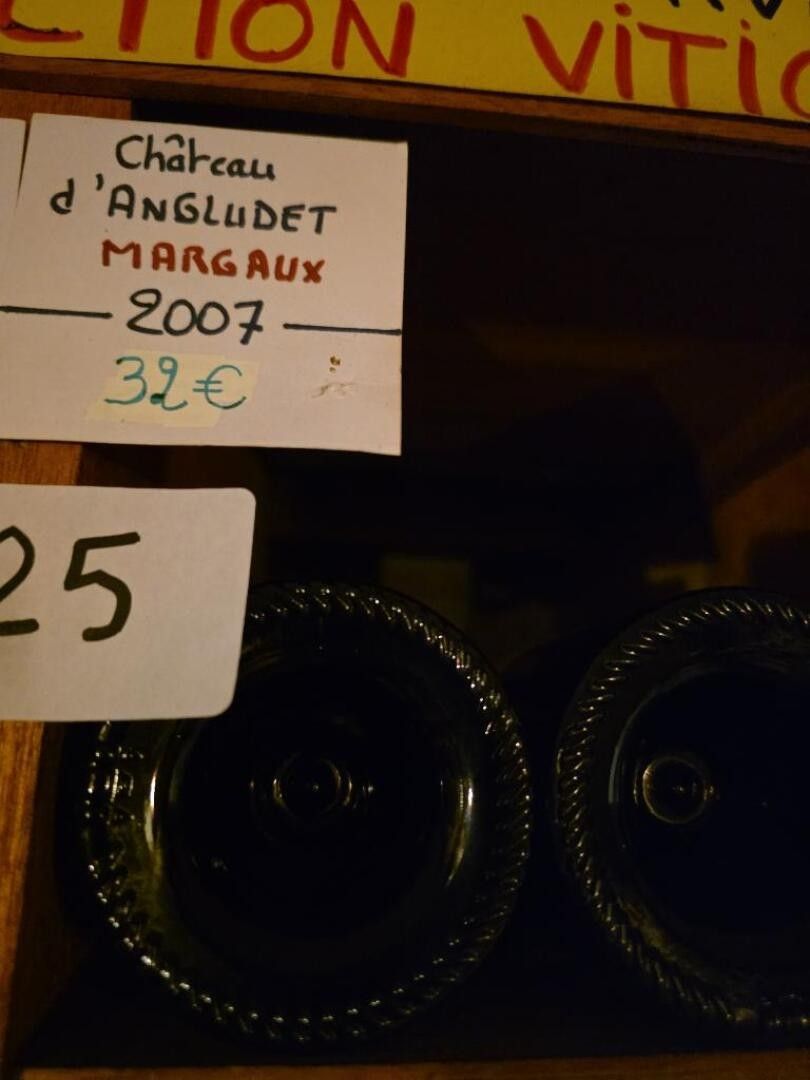 CTION VITIC
Château
d'ANGLUDET
MARGAUX
2007
32€
25